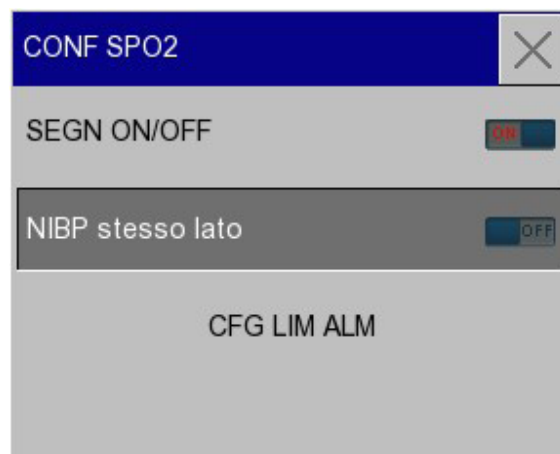 CONF SPO2
SEGN ON/OFF ON
NIBP stesso lato OFF
CFG LIM ALM